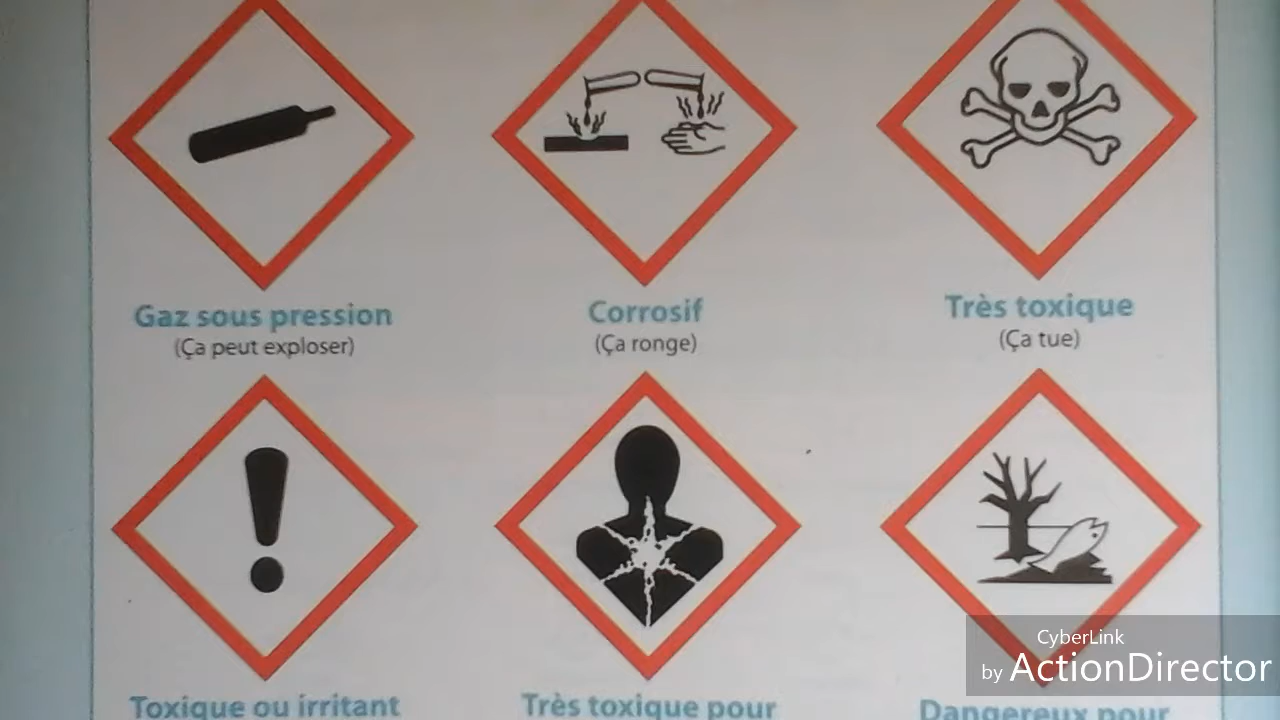 Gaz sous pression
(Ça peut exploser)
Corrosif
(Ça ronge)
Très toxique
(Ça tue)
Toxique ou irritant
Très toxique pour
Dangereux pour
CyberLink
by ActionDirector